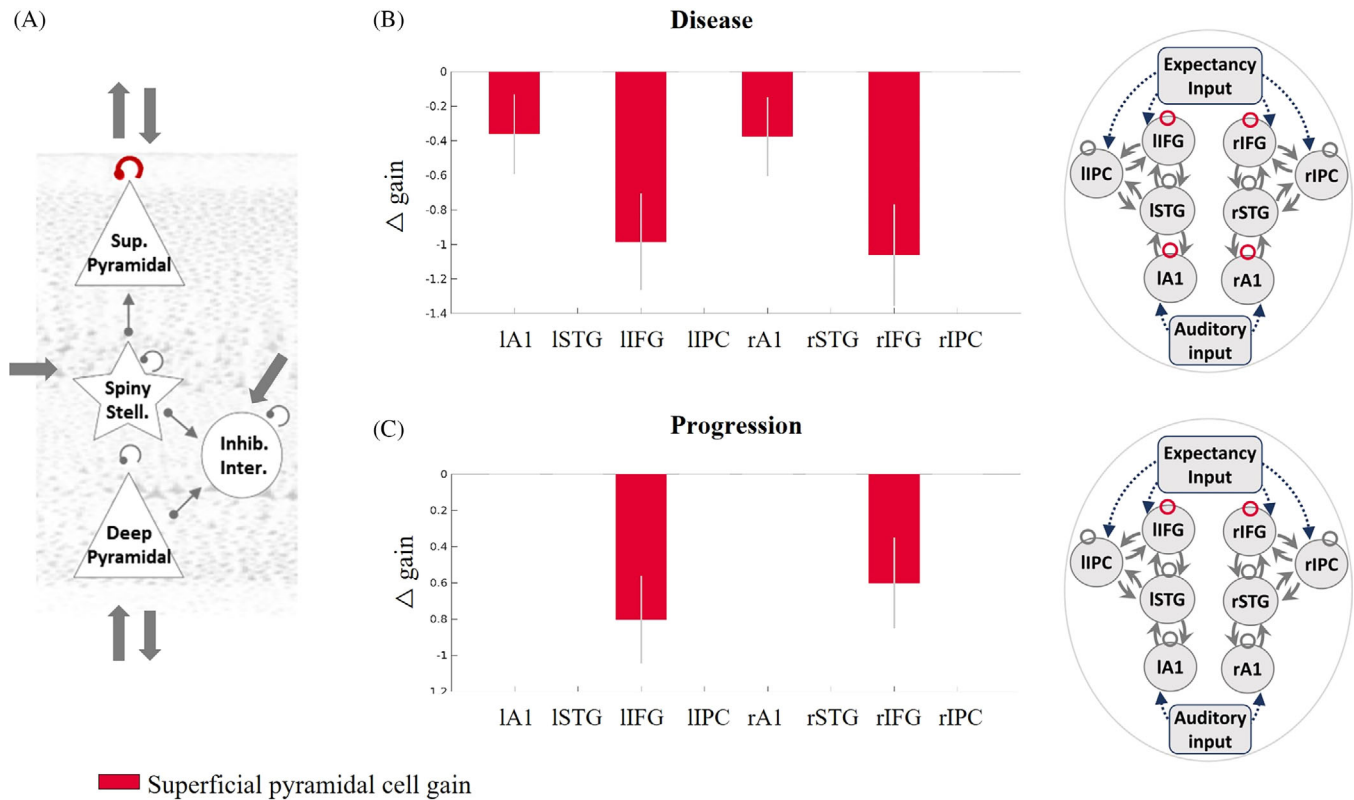 (A)
Sup.
Pyramidal
Spiny
Stell.
Inhib.
Inter.
Deep
Pyramidal
(B)
Disease
△ gain
0
-0.2
-0.4
-0.6
-0.8
-1
-1.2
-1.4
lA1 lSTG lIFG lIPC rA1 rSTG rIFG rIPC
Expectancy
Input
lIFG rIFG
lIPC rIPC
lSTG rSTG
lA1 rA1
Auditory
input
(C)
Progression
△ gain
0
0.2
0.4
0.6
0.8
-1
1.2
lA1 lSTG lIFG lIPC rA1 rSTG rIFG rIPC
Expectancy
Input
lIFG rIFG
lIPC rIPC
lSTG rSTG
lA1 rA1
Auditory
input
Superficial pyramidal cell gain